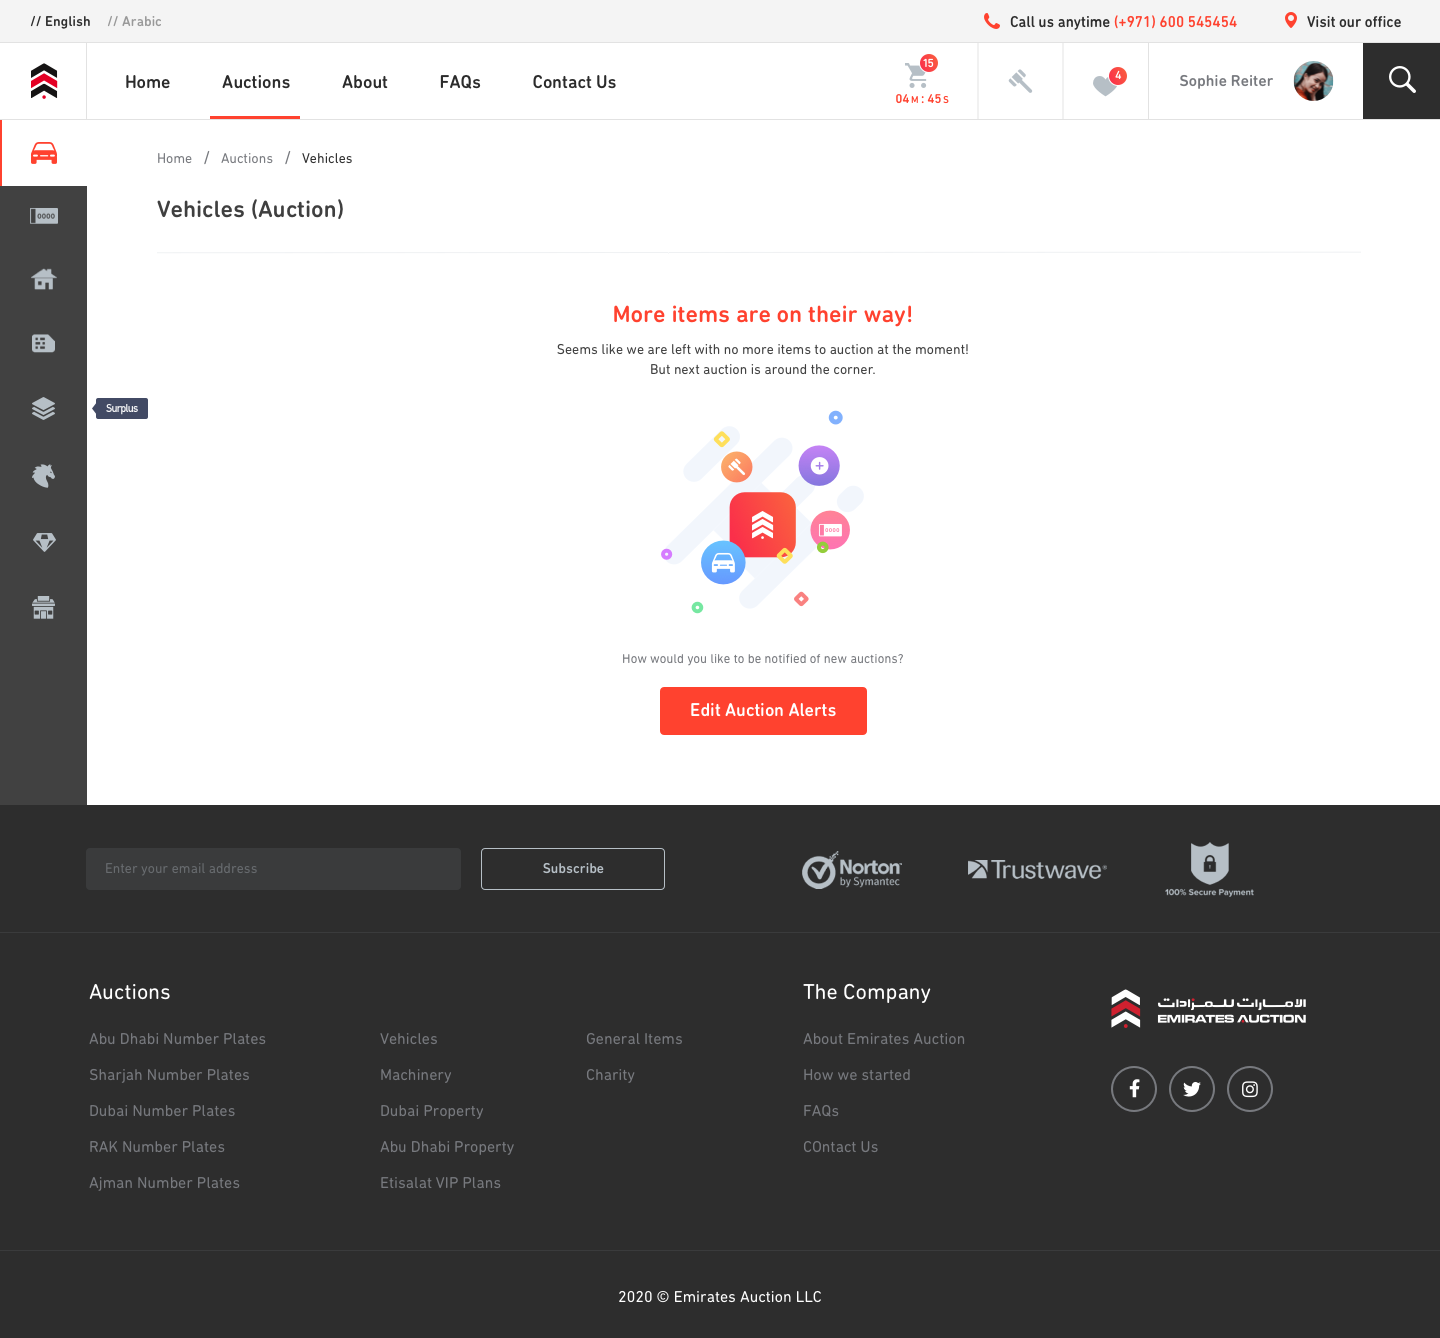 // English // Arabic
Call us anytime (+971) 600 545454
Visit our office
Home Auctions About FAQs Contact Us
15
04M : 45S
4
Sophie Reiter
Home / Auctions / Vehicles
Vehicles (Auction)
0000
Surplus
More items are on their way!
Seems like we are left with no more items to auction at the moment!
But next auction is around the corner.
0000
How would you like to be notified of new auctions?
Edit Auction Alerts
Enter your email address
Subscribe
Norton
by Symantec
Trustwave®
100% Secure Payment
Auctions
Abu Dhabi Number Plates
Sharjah Number Plates
Dubai Number Plates
RAK Number Plates
Ajman Number Plates
Vehicles
Machinery
Dubai Property
Abu Dhabi Property
Etisalat VIP Plans
General Items
Charity
The Company
About Emirates Auction
How we started
FAQs
COntact Us
الامارات للمزادات
EMIRATES AUCTION
2020 © Emirates Auction LLC